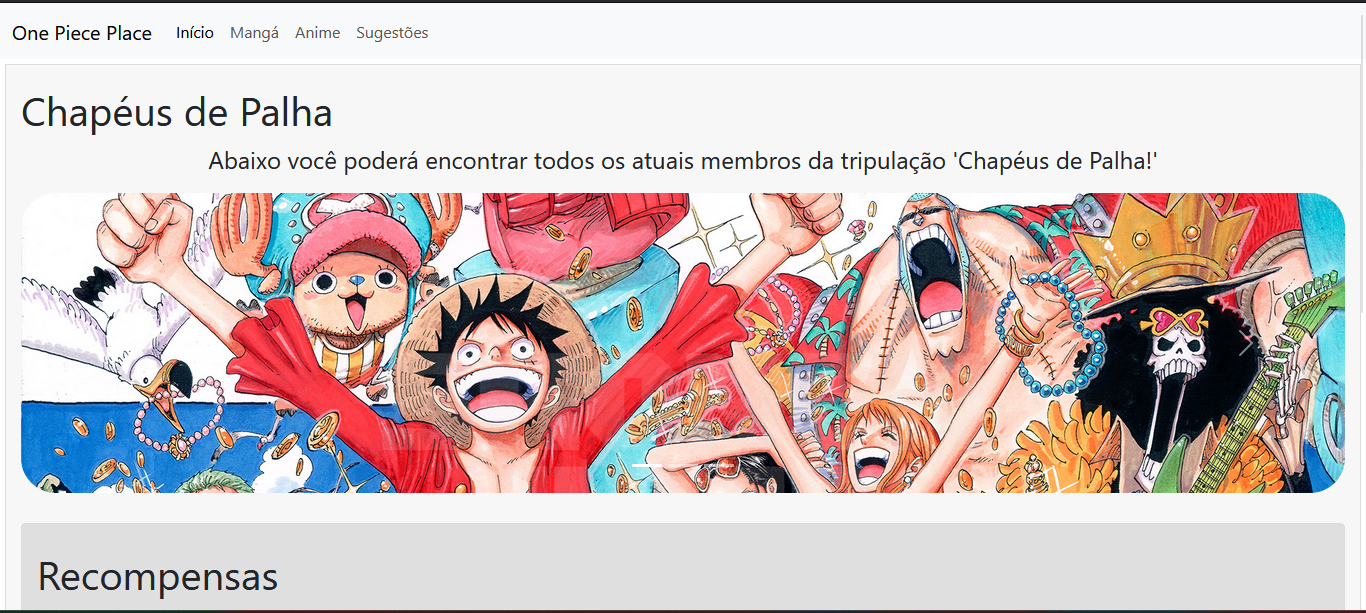 One Piece Place Início Mangá Anime Sugestões
Chapéus de Palha
Abaixo você poderá encontrar todos os atuais membros da tripulação 'Chapéus de Palha!'
Recompensas